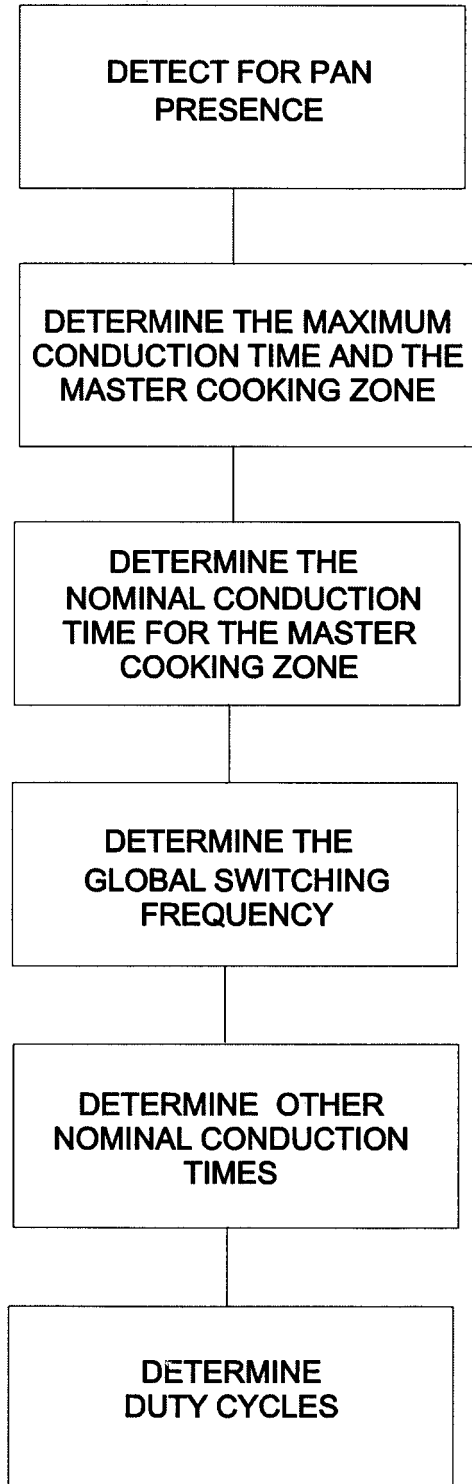 DETECT FOR PAN
PRESENCE
DETERMINE THE MAXIMUM
CONDUCTION TIME AND THE
MASTER COOKING ZONE
DETERMINE THE
NOMINAL CONDUCTION
TIME FOR THE MASTER
COOKING ZONE
DETERMINE THE
GLOBAL SWITCHING
FREQUENCY
DETERMINE OTHER
NOMINAL CONDUCTION
TIMES
DETERMINE
DUTY CYCLES